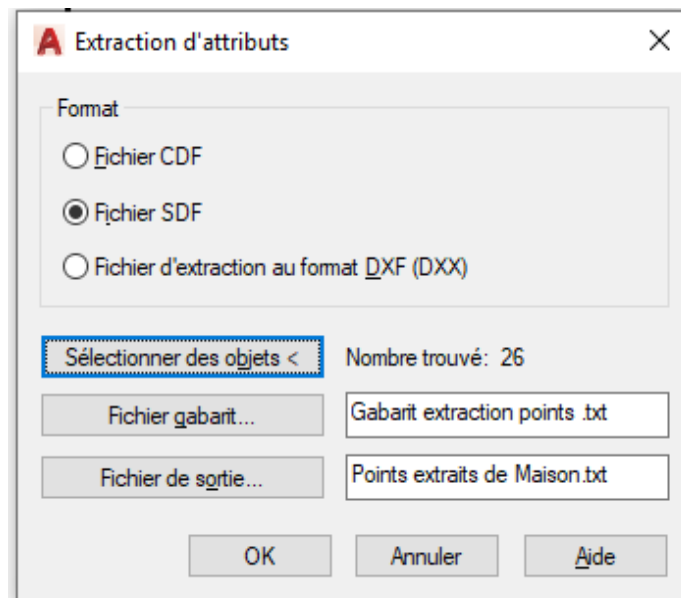 Extraction d'attributs
Format
Fichier CDF
Fichier SDF
Fichier d'extraction au format DXF (DXX)
Sélectionner des objets < Nombre trouvé: 26
Fichier gabarit... Gabarit extraction points .txt
Fichier de sortie... Points extraits de Maison.txt
OK Annuler Aide